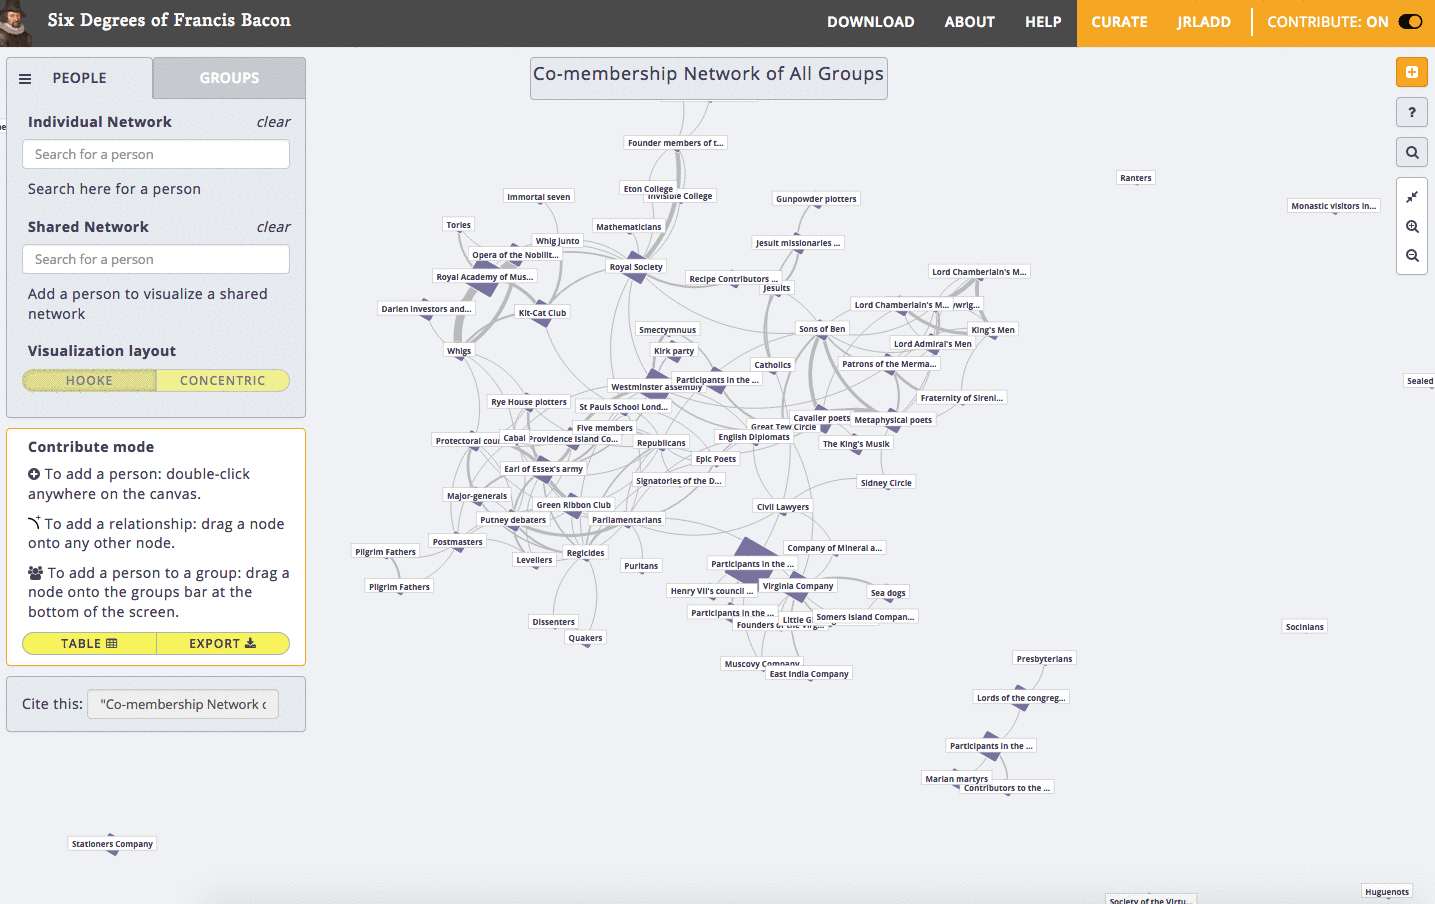 Six Degrees of Francis Bacon
DOWNLOAD ABOUT HELP CURATE JRLADD CONTRIBUTE: ON
PEOPLE GROUPS
Individual Network clear
Search for a person
Search here for a person
Shared Network clear
Search for a person
Add a person to visualize a shared
network
Visualization layout
HOOKE CONCENTRIC
Contribute mode
To add a person: double-click
anywhere on the canvas.
To add a relationship: drag a node
onto any other node.
To add a person to a group: drag a
node onto the groups bar at the
bottom of the screen.
TABLE EXPORT
Cite this: "Co-membership Network
Co-membership Network of All Groups
?
Founder members of t...
Ranters
Eton College
Invisible College
Immortal seven
Gunpowder plotters
Monastic visitors in...
Tories
Mathematicians
Whig Junto
Jesuit missionaries ...
Opera of the Nobilit...
Royal Society
Lord Chamberlain's M...
Royal Academy of Mus...
Recipe Contributors ...
Jesuits
Darien Investors and...
Kit-Cat Club
Lord Chamberlain's M...
Smectymnuus
Sons of Ben
King's Men
Whigs
Kirk party
Lord Admiral's Men
Catholics
Patrons of the Merma...
Westminster assembly
Participants in the ...
Sealed
Rye House plotters
St Pauls School Lond...
Fraternity of Sireni...
Cavalier poets
Metaphysical poets
Five members
Great Tew Circle
Cabal
Providence Island Co...
Republicans
English Diplomats
The King's Musik
Epic Poets
Earl of Essex's army
Signatories of the D...
Sidney Circle
Major-generals
Green Ribbon Club
Civil Lawyers
Putney debaters
Parliamentarians
Postmasters
Pilgrim Fathers
Regicides
Company of Mineral a...
Levellers
Puritans
Participants in the ...
Pilgrim Fathers
Henry VII's council ...
Virginia Company
Sea dogs
Participants in the ...
Somers Island Compan...
Dissenters
Quakers
Socinians
Muscovy Company
East India Company
Presbyterians
Lords of the congreg...
Participants in the ...
Marian martyrs
Contributors to the ...
Stationers Company
Huguenots
Society of the Virtu...